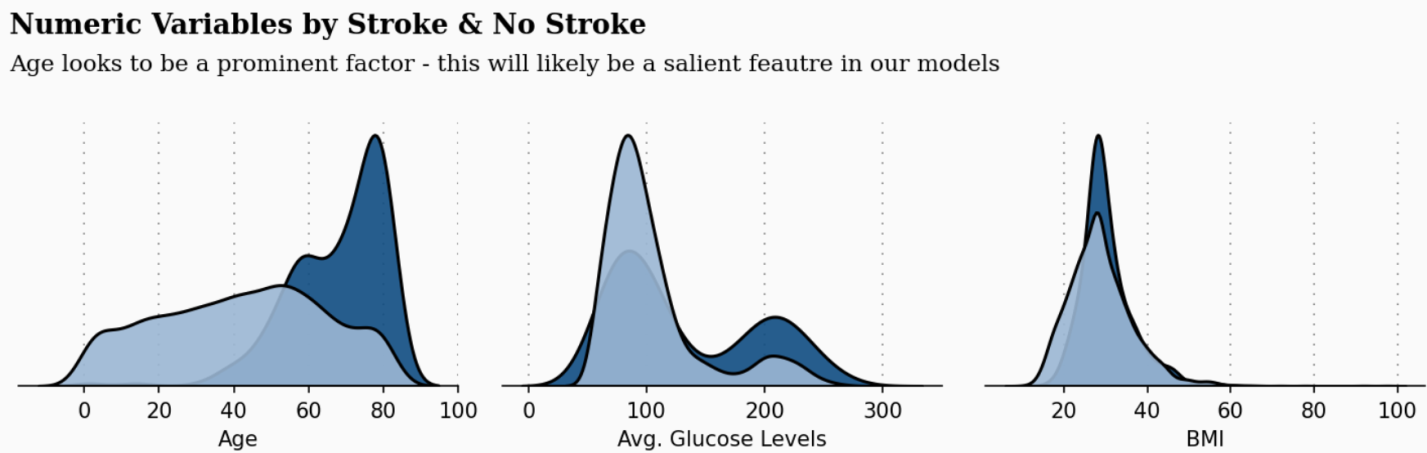 Numeric Variables by Stroke & No Stroke
Age looks to be a prominent factor - this will likely be a salient feautre in our models
0 20 40 60 80 100
Age
0 100 200 300
Avg. Glucose Levels
20 40 60 80 100
BMI